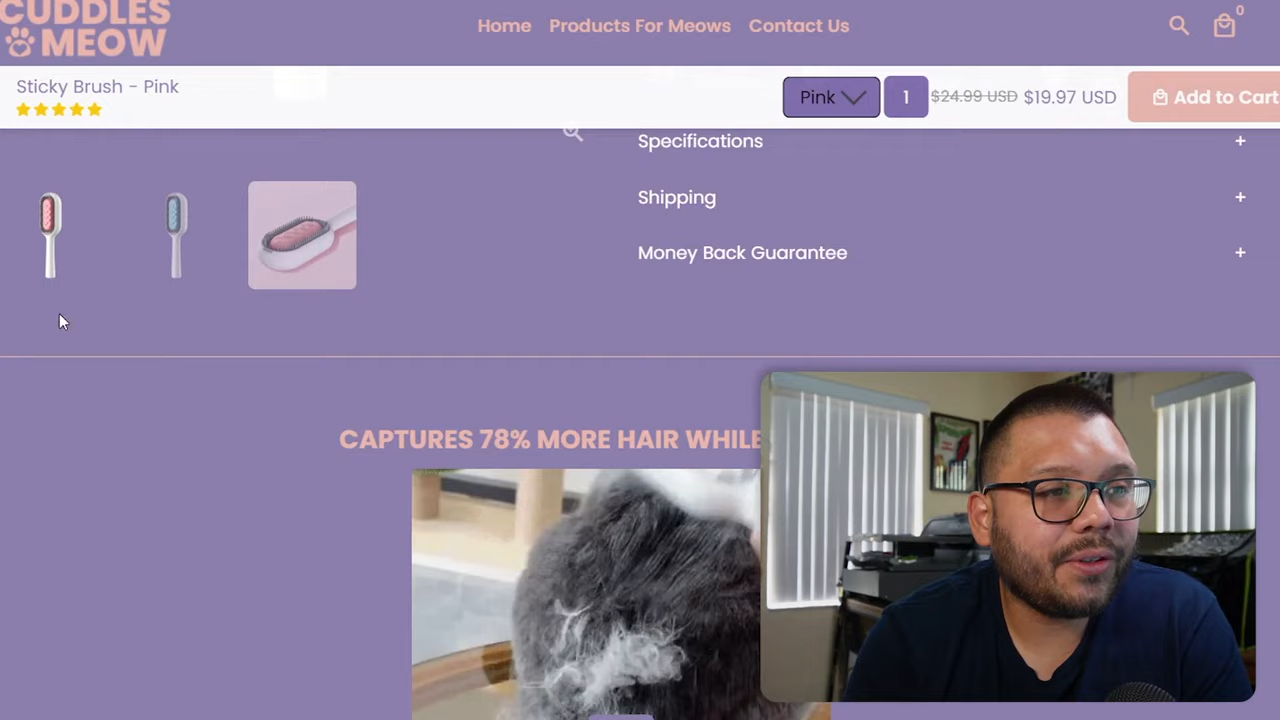 CUDDLES
MEOW
Home Products For Meows Contact Us
0
Sticky Brush - Pink
Pink
1
$24.99 USD $19.97 USD
Add to Cart
Specifications
+
Shipping
+
Money Back Guarantee
+
CAPTURES 78% MORE HAIR WHILE